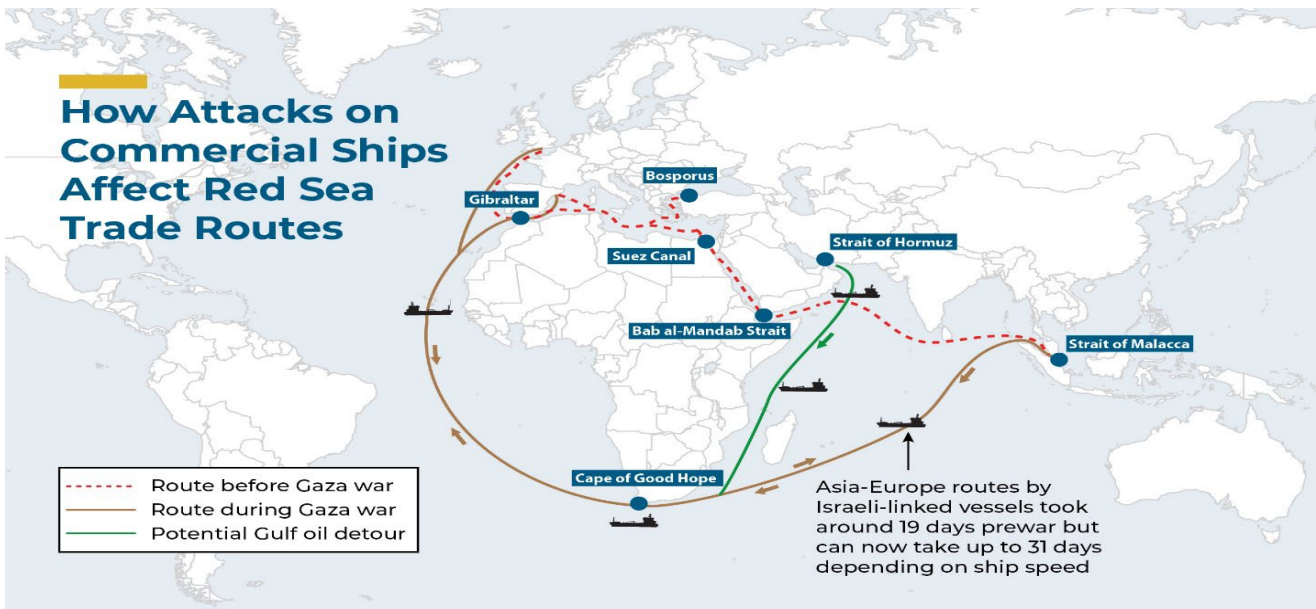 How Attacks on
Commercial Ships
Affect Red Sea
Trade Routes
Bosporus
Gibraltar
Suez Canal
Strait of Hormuz
Bab al-Mandab Strait
Strait of Malacca
Cape of Good Hope
Route before Gaza war
Route during Gaza war
Potential Gulf oil detour
Asia-Europe routes by
Israeli-linked vessels took
around 19 days prewar but
can now take up to 31 days
depending on ship speed